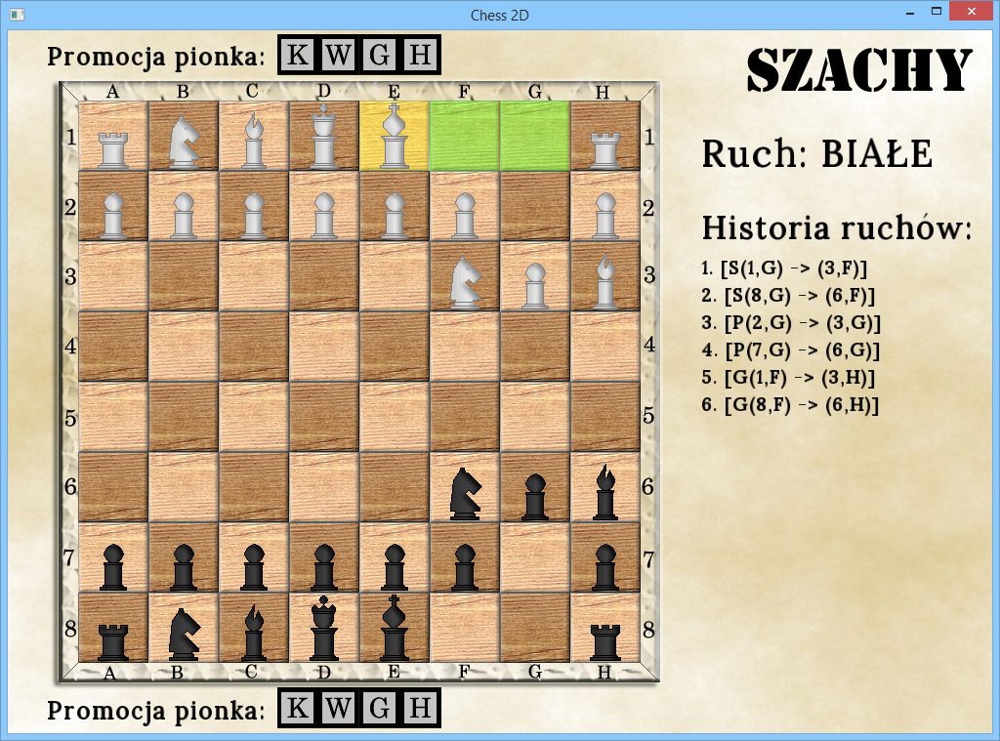 Chess 2D
Promocja pionka: K W G H
SZACHY
A B C D E F G H
1 1
Ruch: BIAŁE
2 2
Historia ruchów:
3 3
1. [S(1,G) -> (3,F)]
2. [S(8,G) -> (6,F)]
3. [P(2,G) -> (3,G)]
4. [P(7,G) -> (6,G)]
5. [G(1,F) -> (3,H)]
6. [G(8,F) -> (6,H)]
4 4
5 5
6 6
7 7
8 8
A B C D E F G H
Promocja pionka: K W G H